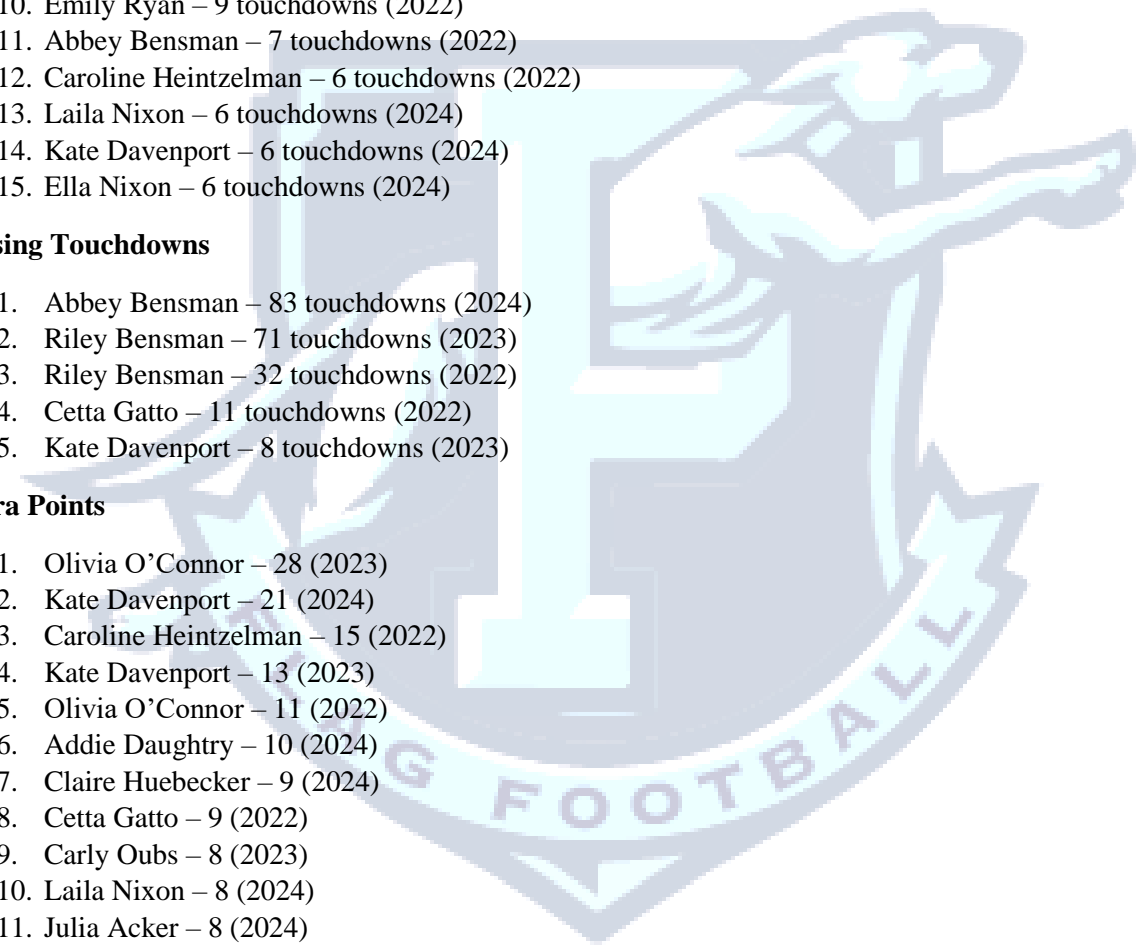 10. Emily Ryan – 9 touchdowns (2022)
11. Abbey Bensman – 7 touchdowns (2022)
12. Caroline Heintzelman – 6 touchdowns (2022)
13. Laila Nixon – 6 touchdowns (2024)
14. Kate Davenport – 6 touchdowns (2024)
15. Ella Nixon – 6 touchdowns (2024)
sing Touchdowns
1. Abbey Bensman – 83 touchdowns (2024)
2. Riley Bensman – 71 touchdowns (2023)
3. Riley Bensman – 32 touchdowns (2022)
4. Cetta Gatto – 11 touchdowns (2022)
5. Kate Davenport – 8 touchdowns (2023)
ra Points
1. Olivia O’Connor – 28 (2023)
2. Kate Davenport – 21 (2024)
3. Caroline Heintzelman – 15 (2022)
4. Kate Davenport – 13 (2023)
5. Olivia O’Connor – 11 (2022)
6. Addie Daughtry – 10 (2024)
7. Claire Huebecker – 9 (2024)
8. Cetta Gatto – 9 (2022)
9. Carly Oubs – 8 (2023)
10. Laila Nixon – 8 (2024)
11. Julia Acker – 8 (2024)
F
FLAG FOOTBALL